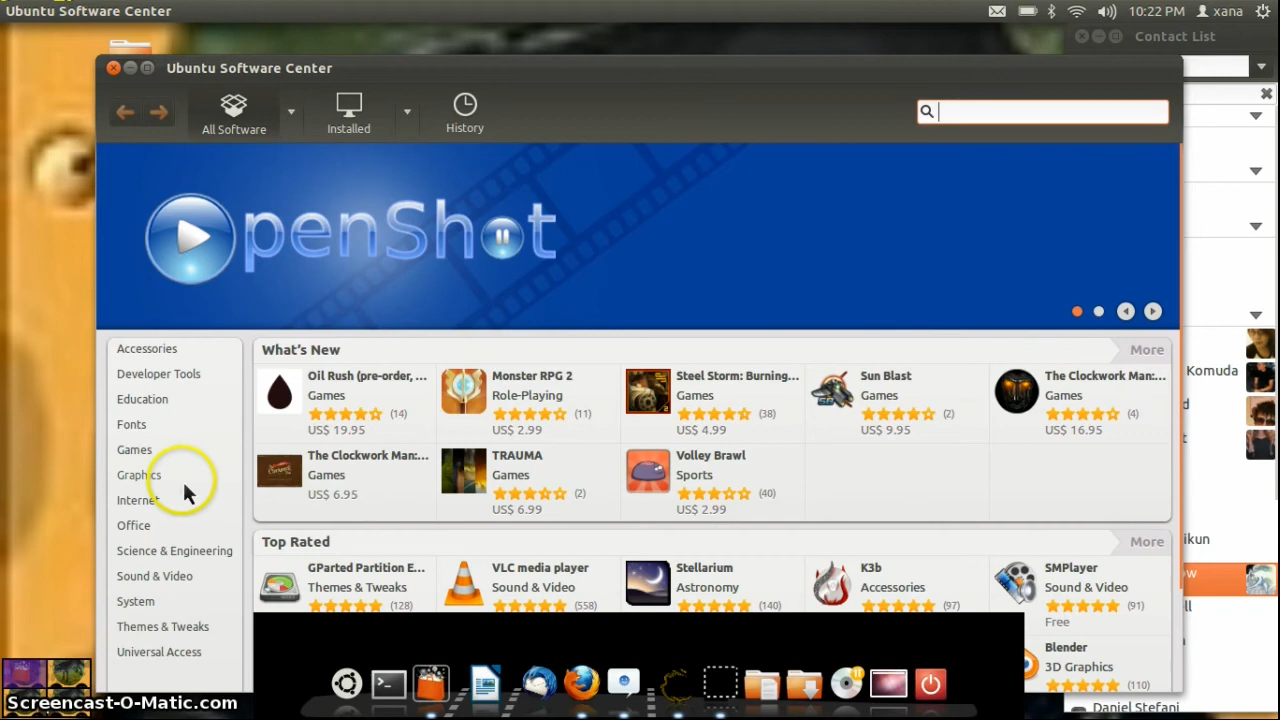 Ubuntu Software Center
10:22 PM
xana
Contact List
Ubuntu Software Center
All Software
Installed
History
penShot
Accessories
Developer Tools
Education
Fonts
Games
Graphics
Internet
Office
Science & Engineering
Sound & Video
System
Themes & Tweaks
Universal Access
What's New
More
Oil Rush (pre-order, ...
Games
(14)
US$ 19.95
Monster RPG 2
Role-Playing
(11)
US$ 2.99
Steel Storm: Burning...
Games
(38)
US$ 4.99
Sun Blast
Games
(2)
US$ 9.95
The Clockwork Man:...
Games
(4)
US$ 16.95
The Clockwork Man:...
Games
US$ 6.95
TRAUMA
Games
(2)
US$ 6.99
Volley Brawl
Sports
(40)
US$ 2.99
Top Rated
More
GParted Partition E...
Themes & Tweaks
(128)
VLC media player
Sound & Video
(558)
Stellarium
Astronomy
(140)
K3b
Accessories
(97)
SMPlayer
Sound & Video
(91)
Free
Blender
3D Graphics
(110)
Komuda
ikun
Daniel Stefani
Screencast-O-Matic.com